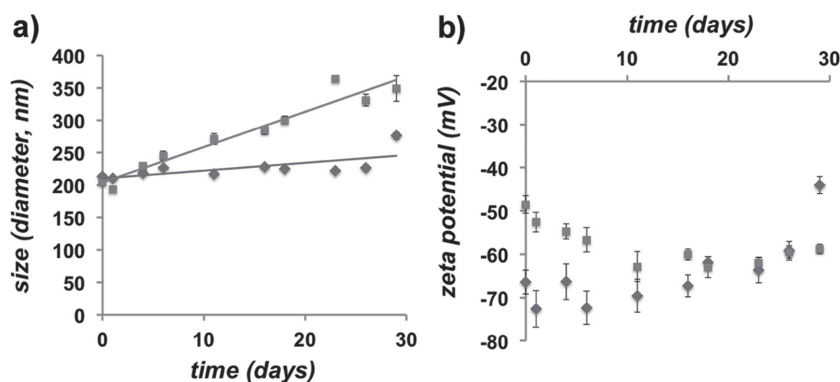 a)
size (diameter, nm)
400
350
300
250
200
150
100
50
0
0 10 20 30
time (days)
b)
time (days)
0 10 20 30
zeta potential (mV)
-20
-30
-40
-50
-60
-70
-80